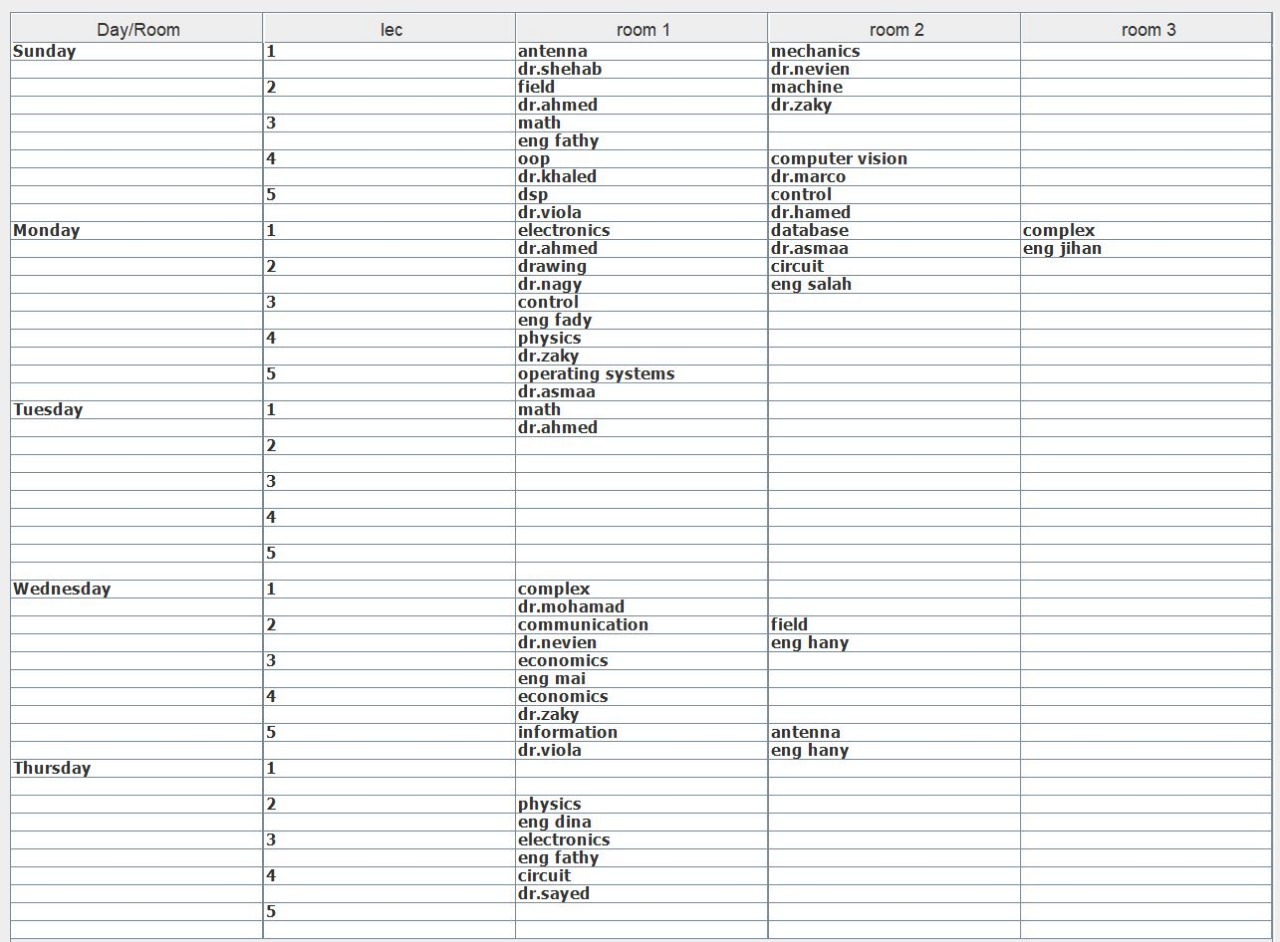 Day/Room lec room 1 room 2 room 3
Sunday 1 antenna mechanics
dr.shehab dr.nevien
2 field machine
dr.ahmed dr.zaky
3 math
eng fathy
4 oop computer vision
dr.khaled dr.marco
5 dsp control
dr.viola dr.hamed
Monday 1 electronics database complex
dr.ahmed dr.asmaa eng jihan
2 drawing circuit
dr.nagy eng salah
3 control
eng fady
4 physics
dr.zaky
5 operating systems
dr.asmaa
Tuesday 1 math
dr.ahmed
2
3
4
5
Wednesday 1 complex
dr.mohamad
2 communication field
dr.nevien eng hany
3 economics
eng mai
4 economics
dr.zaky
5 information antenna
dr.viola eng hany
Thursday 1
2 physics
eng dina
3 electronics
eng fathy
4 circuit
dr.sayed
5